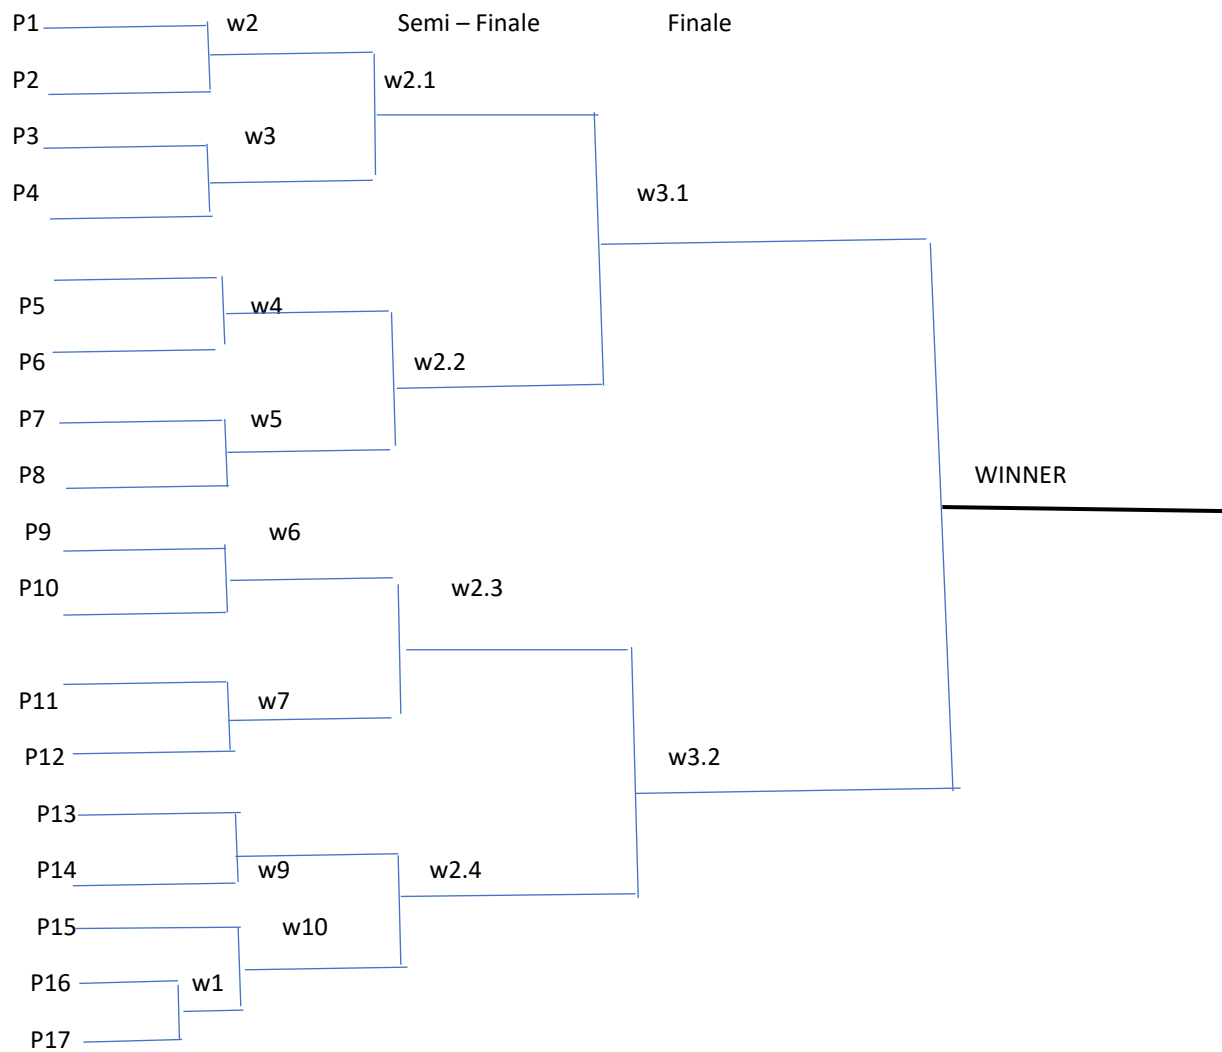 P1 w2 Semi – Finale Finale
P2 w2.1
P3 w3
P4 w3.1
P5 w4
P6 w2.2
P7 w5
P8 WINNER
P9 w6
P10 w2.3
P11 w7
P12 w3.2
P13
P14 w9 w2.4
P15 w10
P16 w1
P17